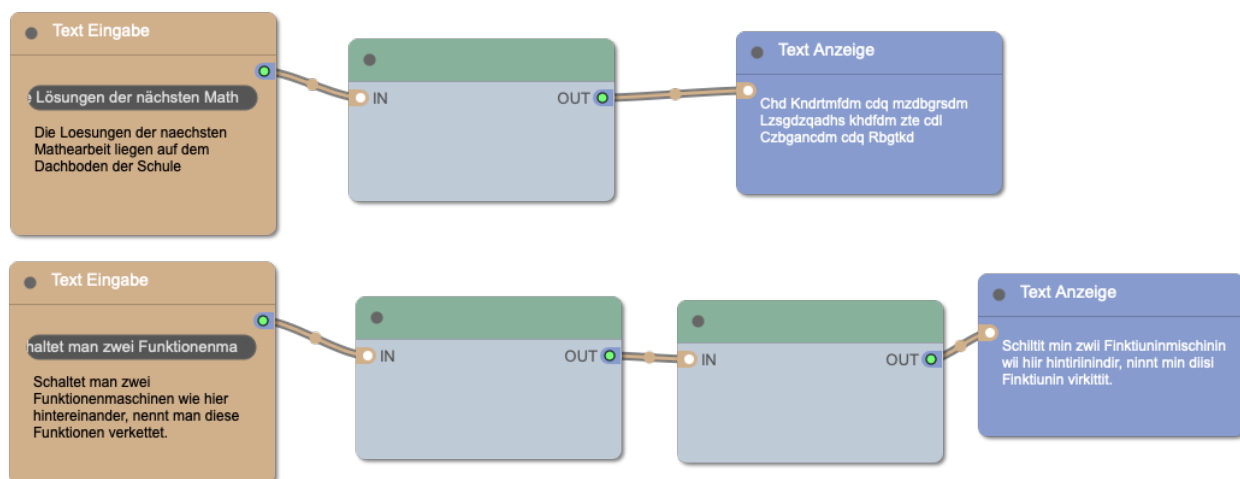 Text Eingabe
e Lösungen der nächsten Math
Die Loesungen der naechsten
Mathearbeit liegen auf dem
Dachboden der Schule
IN
OUT
Text Anzeige
Chd Kndrtmfdm cdq mzdbgrsdm
Lzsgdzqadhs khdfdm zte cdl
Czbgancdm cdq Rbgtkd
Text Eingabe
haltet man zwei Funktionenma
Schaltet man zwei
Funktionenmaschinen wie hier
hintereinander, nennt man diese
Funktionen verkettet.
IN
OUT
IN
OUT
Text Anzeige
Schiltit min zwii Finktiuninmischinin
wii hiir hintiriinindir, ninnt min diisi
Finktiunin virkittit.